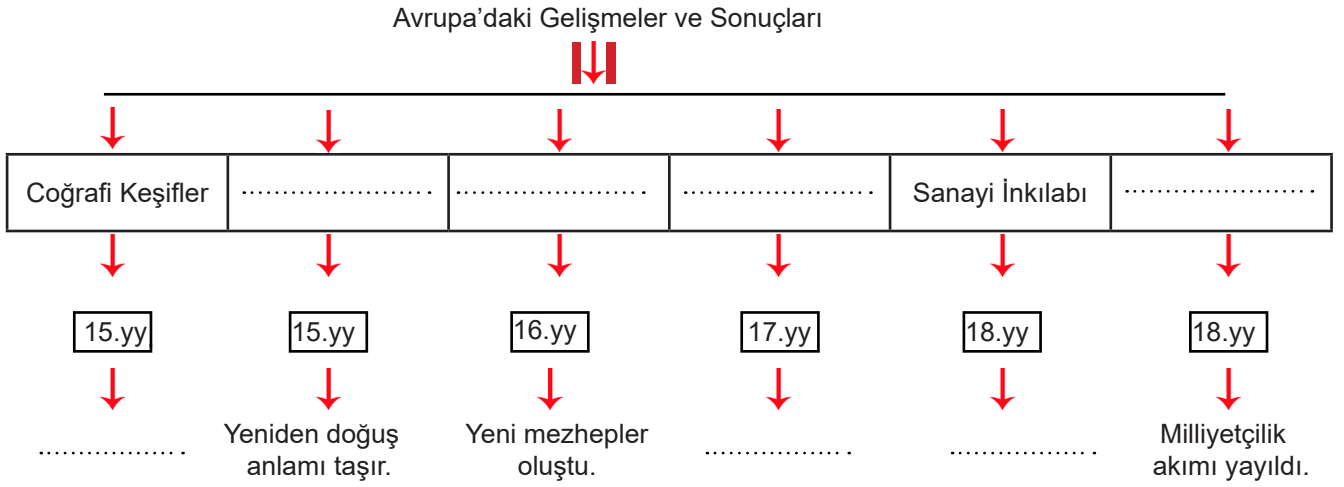 Avrupa’daki Gelişmeler ve Sonuçları
Coğrafi Keşifler
........................
........................
........................
Sanayi İnkılabı
........................
15.yy
15.yy
16.yy
17.yy
18.yy
18.yy
...................
Yeniden doğuş
anlamı taşır.
Yeni mezhepler
oluştu.
...................
...................
Milliyetçilik
akımı yayıldı.